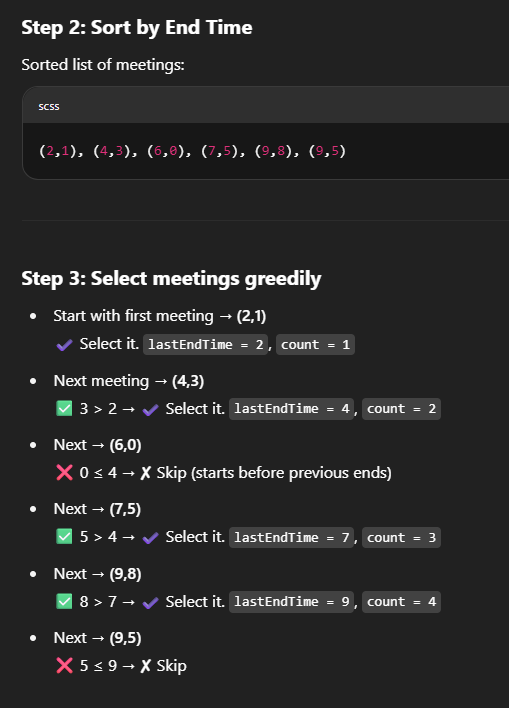 Step 2: Sort by End Time
Sorted list of meetings:
scss
(2,1), (4,3), (6,0), (7,5), (9,8), (9,5)
Step 3: Select meetings greedily
• Start with first meeting → (2,1)
✔ Select it. lastEndTime = 2, count = 1
• Next meeting → (4,3)
✅ 3 > 2 → ✔ Select it. lastEndTime = 4, count = 2
• Next → (6,0)
❌ 0 ≤ 4 → ✗ Skip (starts before previous ends)
• Next → (7,5)
✅ 5 > 4 → ✔ Select it. lastEndTime = 7, count = 3
• Next → (9,8)
✅ 8 > 7 → ✔ Select it. lastEndTime = 9, count = 4
• Next → (9,5)
❌ 5 ≤ 9 → ✗ Skip